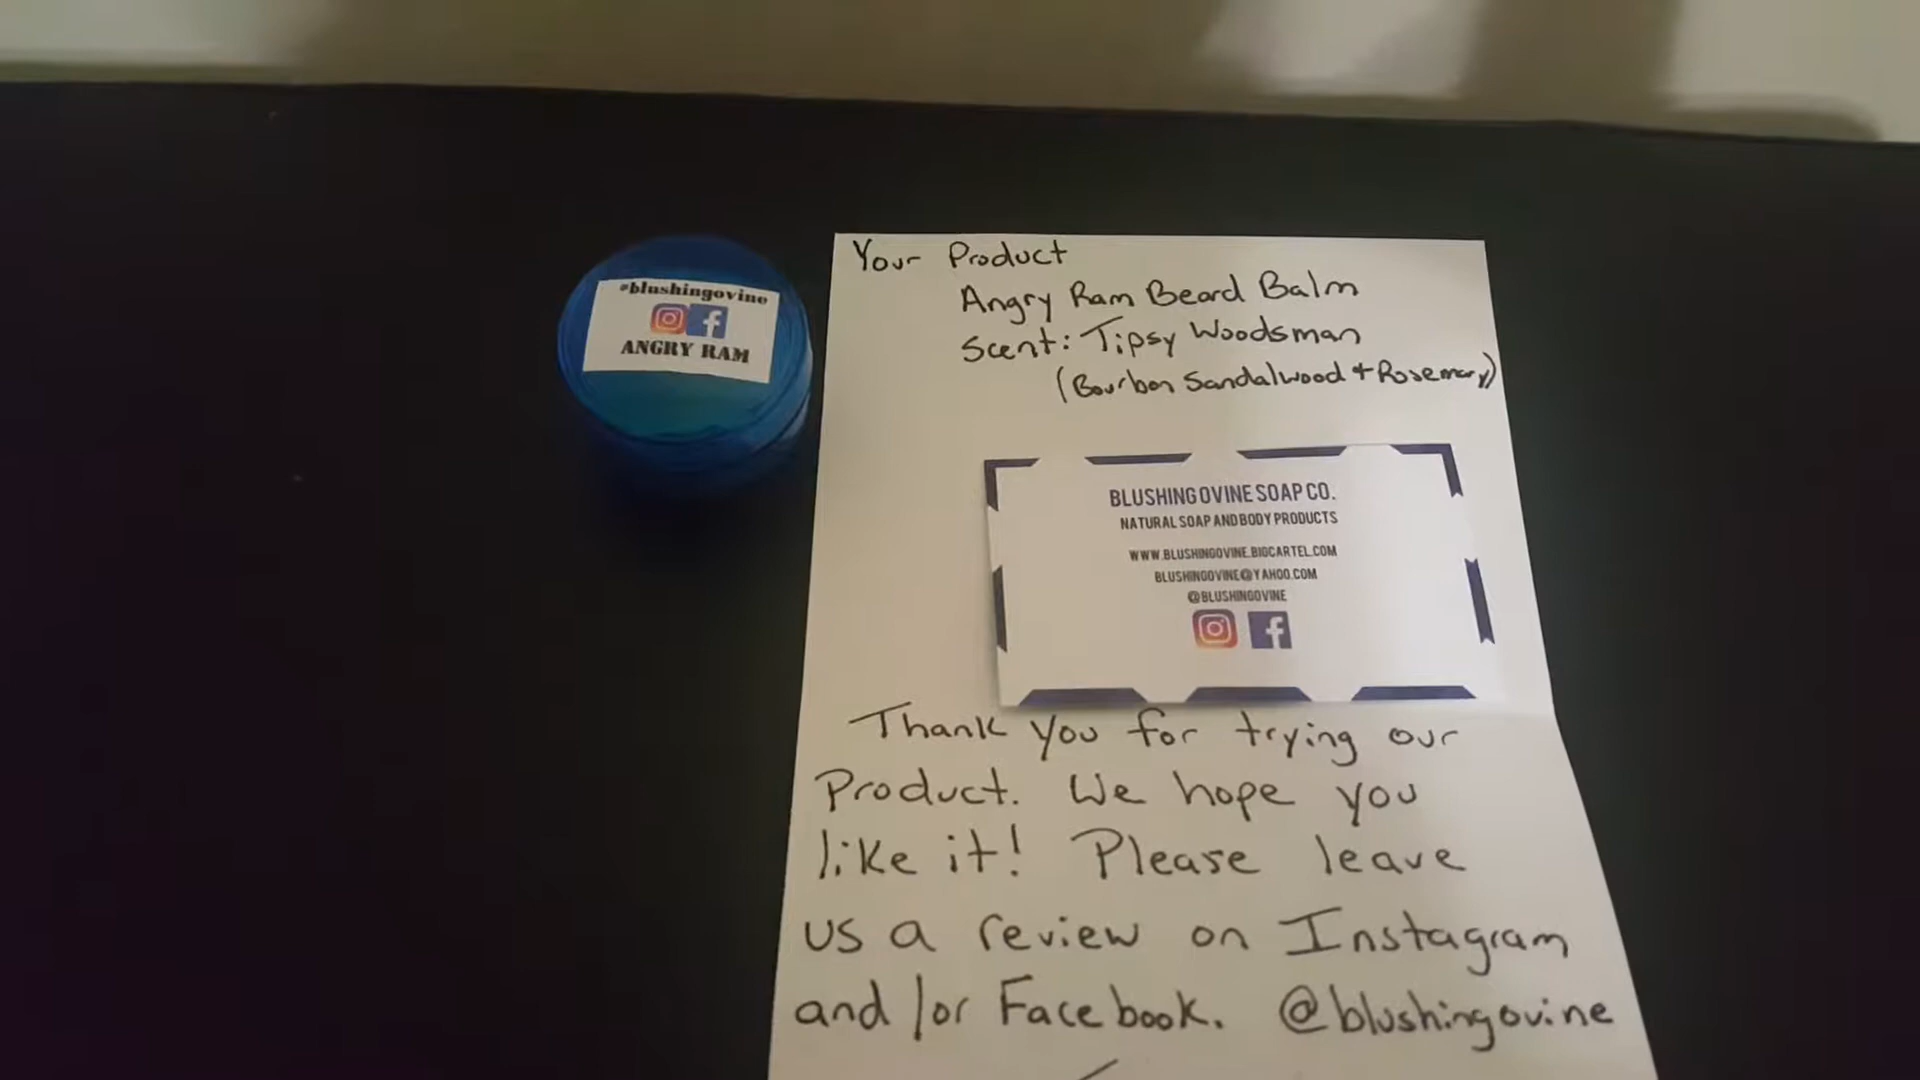 #blushingovine
ANGRY RAM
Your Product
Angry Ram Beard Balm
Scent: Tipsy Woodsman
(Bourbon Sandalwood + Rosemary)
BLUSHING OVINE SOAP CO.
NATURAL SOAP AND BODY PRODUCTS
WWW.BLUSHINGOVINE.BIGCARTEL.COM
BLUSHINGOVINE@YAHOO.COM
@BLUSHINGOVINE
Thank you for trying our
Product. We hope you
like it! Please leave
us a review on Instagram
and/or Facebook. @blushingovine